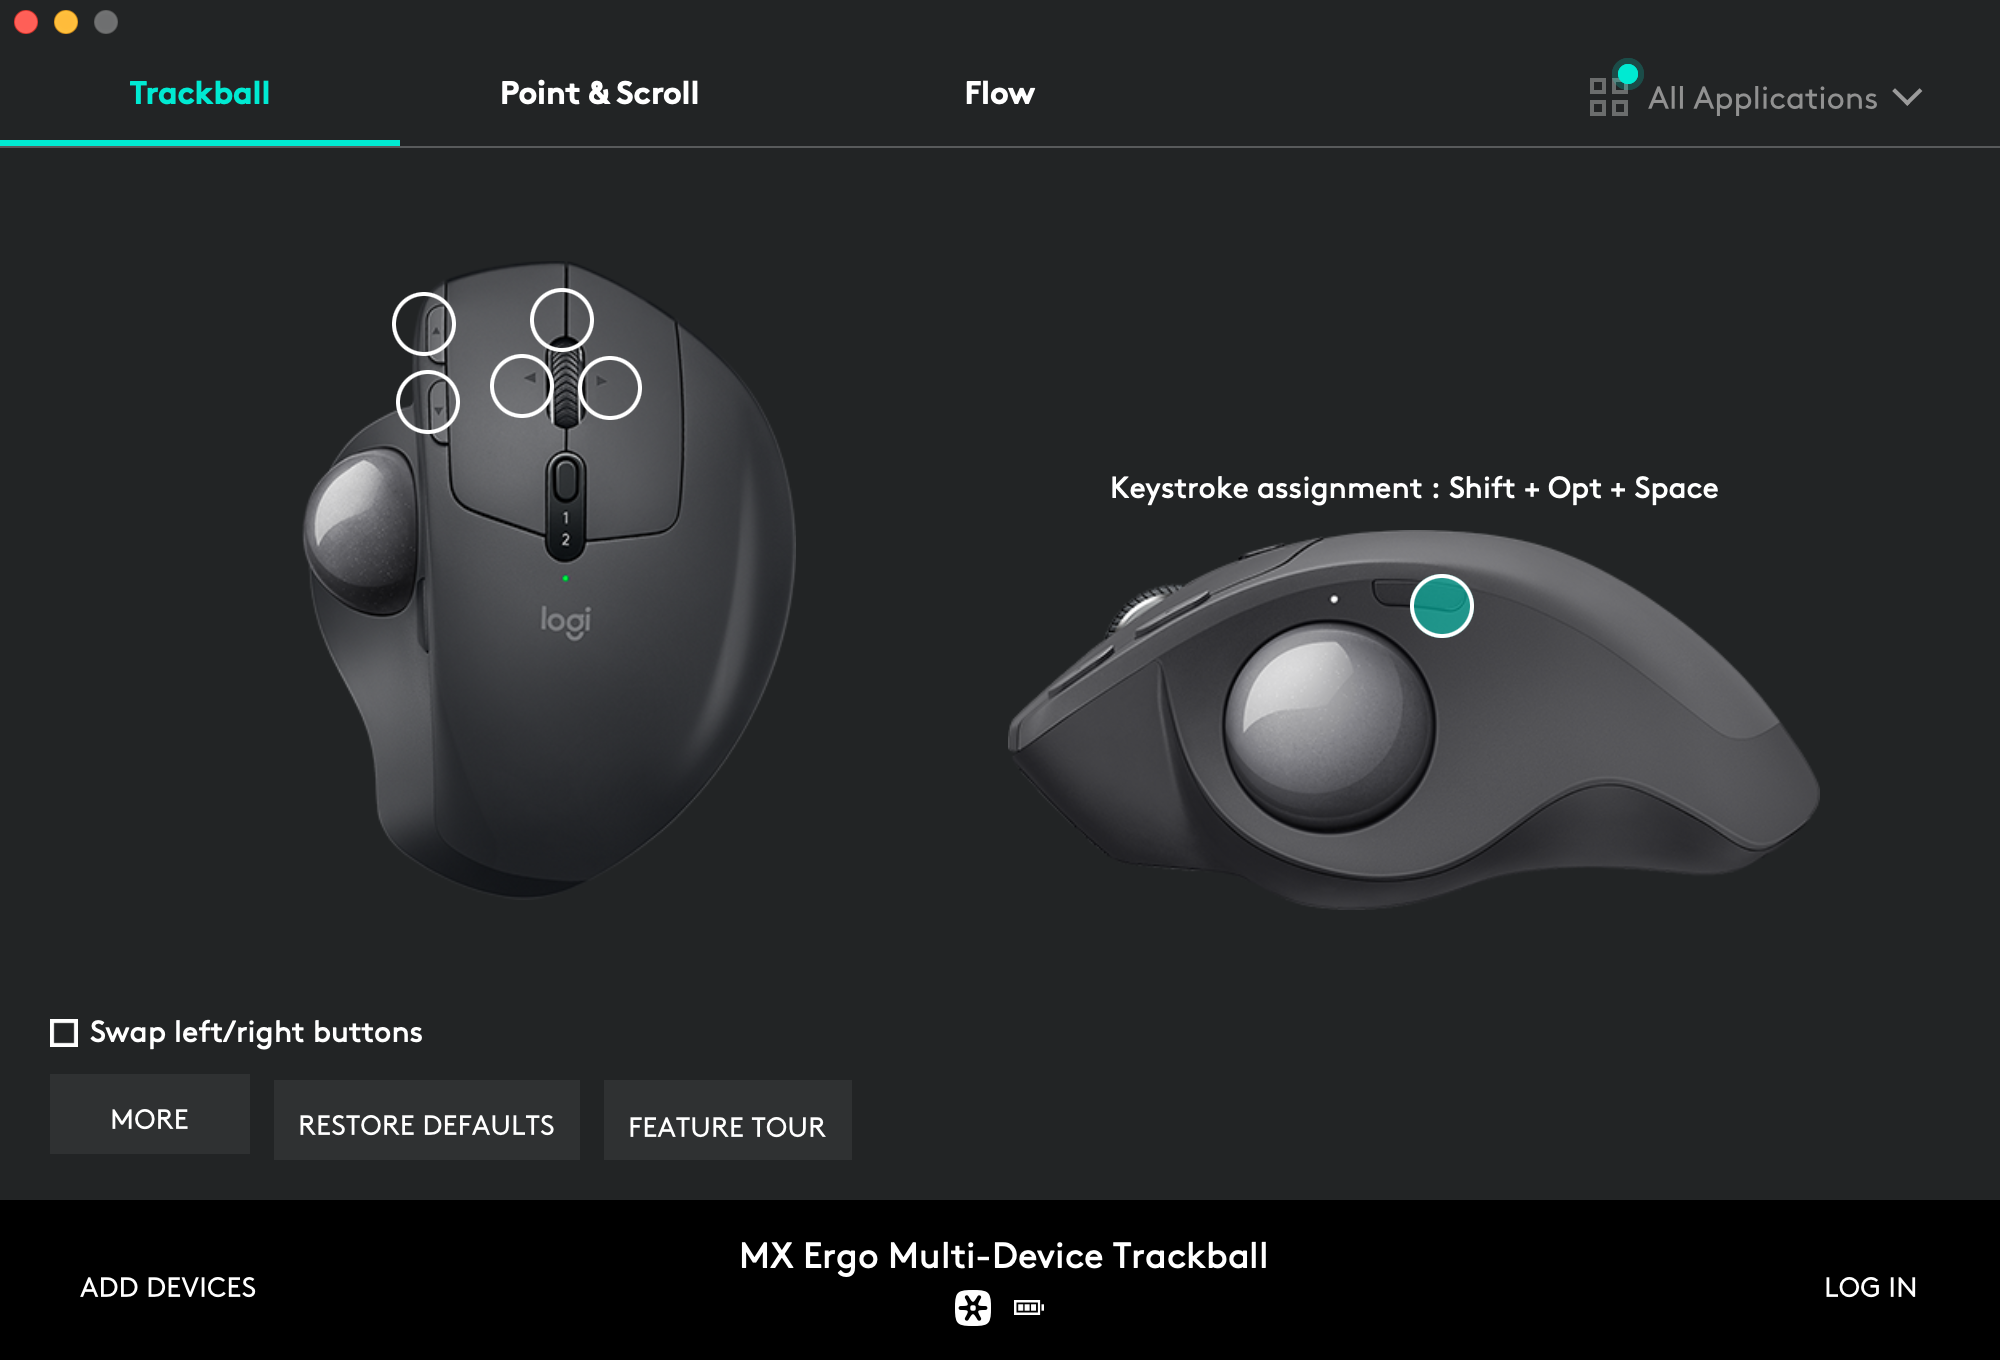 Trackball
Point & Scroll
Flow
All Applications
1
2
logi
Keystroke assignment : Shift + Opt + Space
Swap left/right buttons
MORE
RESTORE DEFAULTS
FEATURE TOUR
ADD DEVICES
MX Ergo Multi-Device Trackball
LOG IN